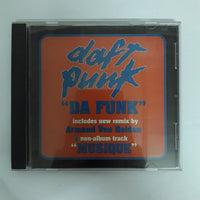 daft
punk
"DA FUNK"
includes new remix by
Armand Van Helden
non-album track
"MUSIQUE"